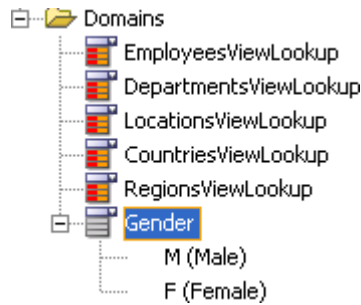 Domains
EmployeesViewLookup
DepartmentsViewLookup
LocationsViewLookup
CountriesViewLookup
RegionsViewLookup
Gender
M (Male)
F (Female)